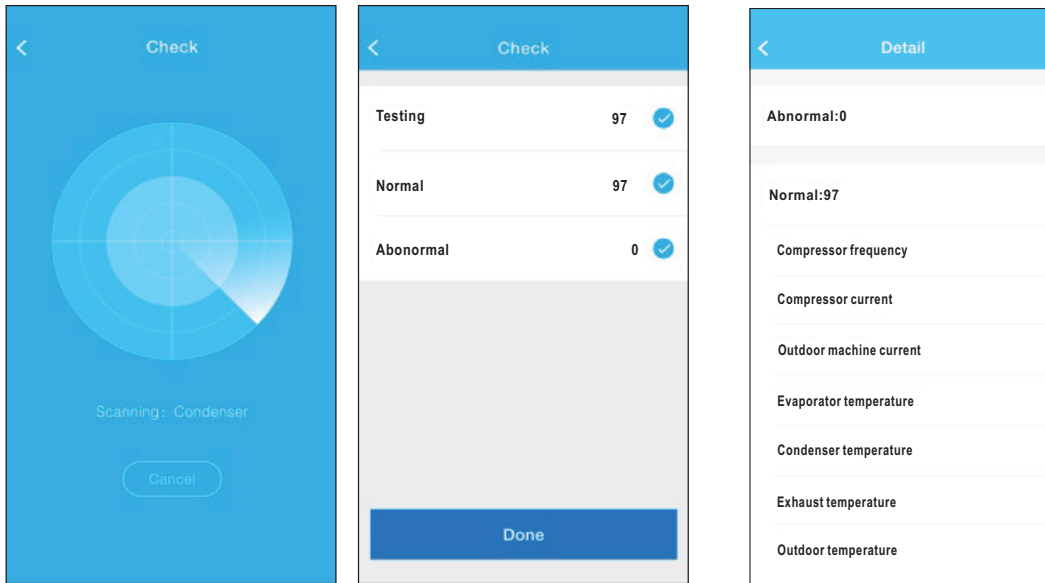 Check
Scanning: Condenser
Cancel
Check
Testing 97
Normal 97
Abonormal 0
Done
Detail
Abnormal:0
Normal:97
Compressor frequency
Compressor current
Outdoor machine current
Evaporator temperature
Condenser temperature
Exhaust temperature
Outdoor temperature